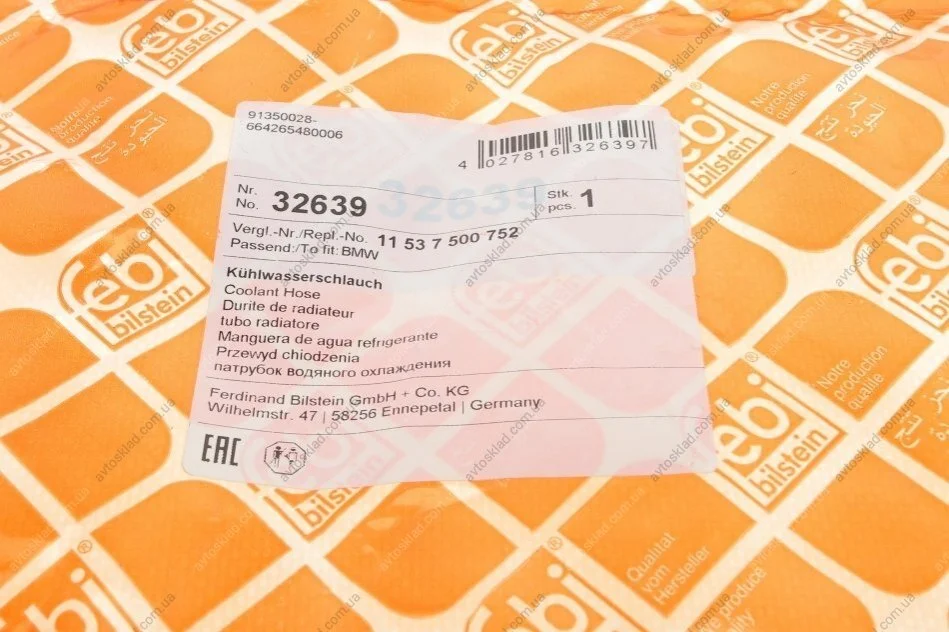 91350028-
664265480006
4 027816 326397
Nr.
No. 32639
32639
Stk.
pcs. 1
Vergl.-Nr./Repl.-No. 11 53 7 500 752
Passend:/To fit: BMW
Kühlwasserschlauch
Coolant Hose
Durite de radiateur
tubo radiatore
Manguera de agua refrigerante
Przewyd chiodzenia
патрубок водяного охлаждения
Ferdinand Bilstein GmbH + Co. KG
Wilhelmstr. 47 | 58256 Ennepetal | Germany
EAC
febi
bilstein
Notre
production
qualité
Qualität
vom
Hersteller
avtosklad.com.ua